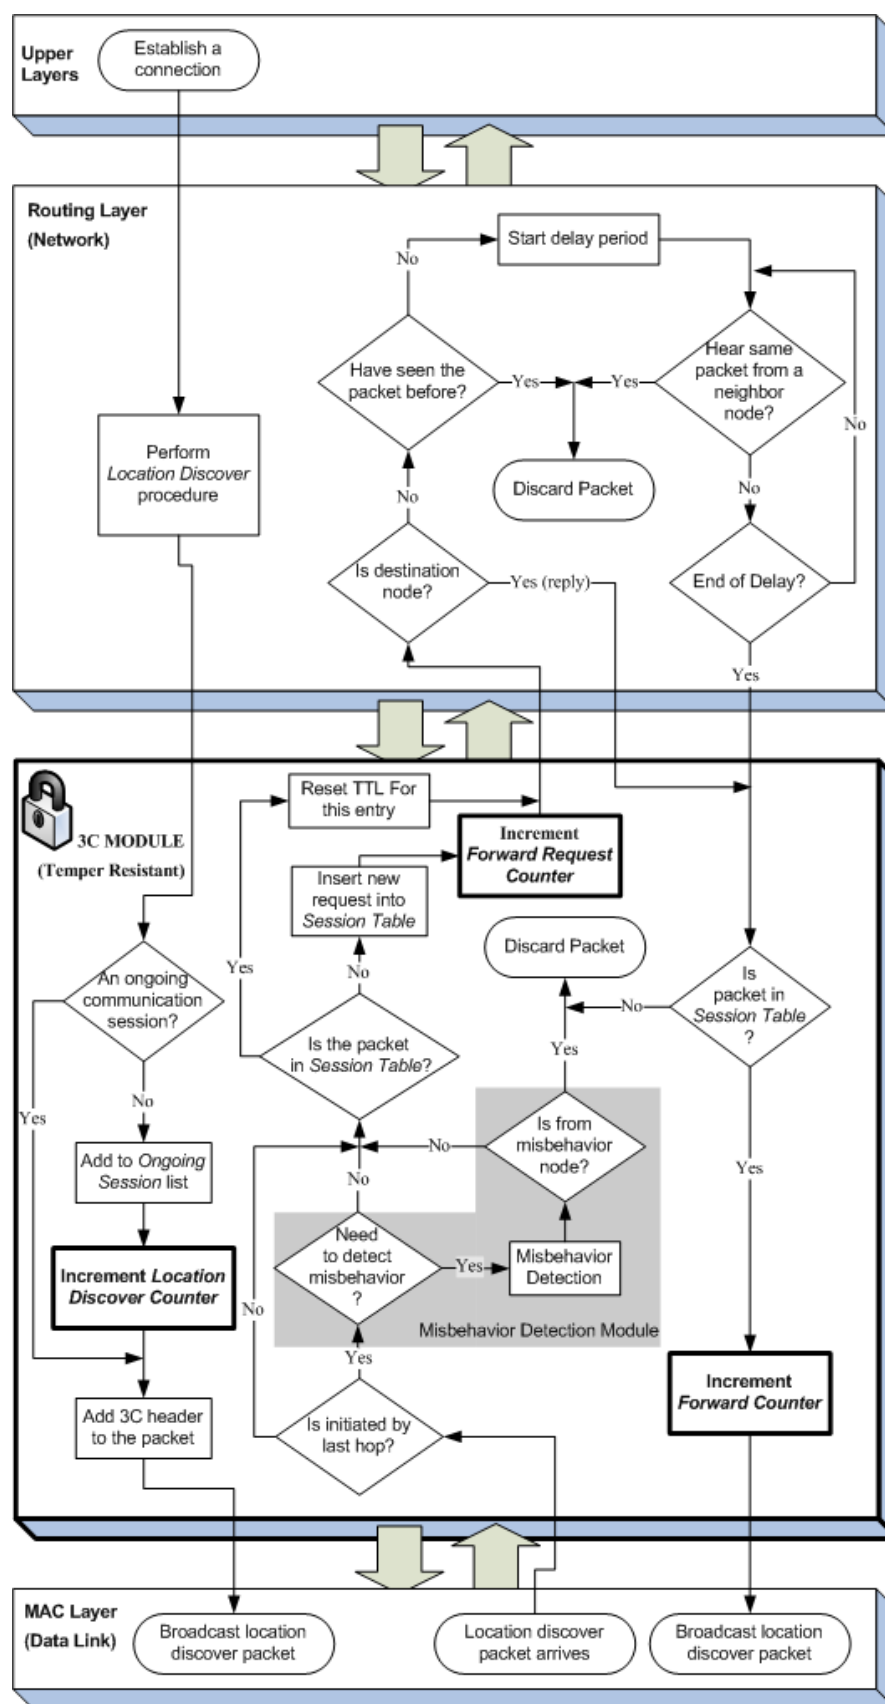 Upper
Layers
Establish a
connection
Routing Layer
(Network)
Start delay period
No
Have seen the
packet before?
Yes
Yes
Hear same
packet from a
neighbor
node?
No
Perform
Location Discover
procedure
Discard Packet
No
No
Is destination
node?
Yes (reply)
End of Delay?
Yes
3C MODULE
(Temper Resistant)
Reset TTL For
this entry
Increment
Forward Request
Counter
Insert new
request into
Session Table
Discard Packet
An ongoing
communication
session?
Yes
No
Is
packet in
Session Table
?
No
Is the packet
in Session Table?
Yes
Yes
No
Add to Ongoing
Session list
No
No
Is from
misbehavior
node?
Yes
Increment Location
Discover Counter
Need
to detect
misbehavior
?
Yes
Misbehavior
Detection
No
Misbehavior Detection Module
Yes
Increment
Forward Counter
Add 3C header
to the packet
Is initiated by
last hop?
MAC Layer
(Data Link)
Broadcast location
discover packet
Location discover
packet arrives
Broadcast location
discover packet